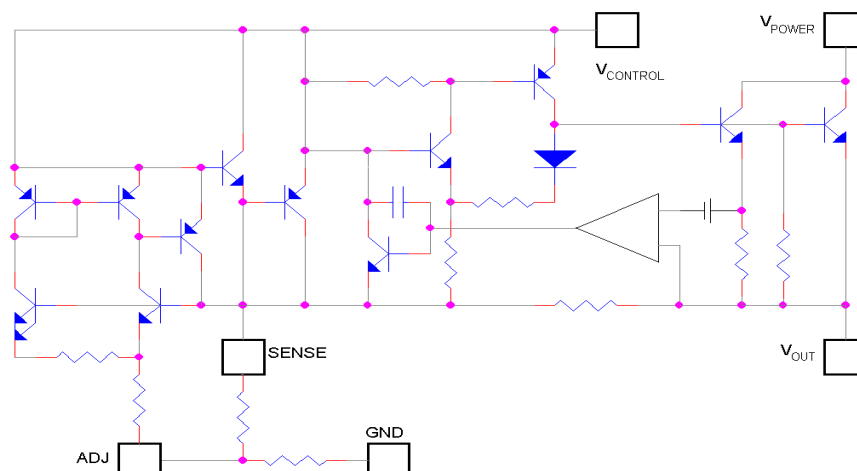 VPOWER
VCONTROL
SENSE
VOUT
GND
ADJ